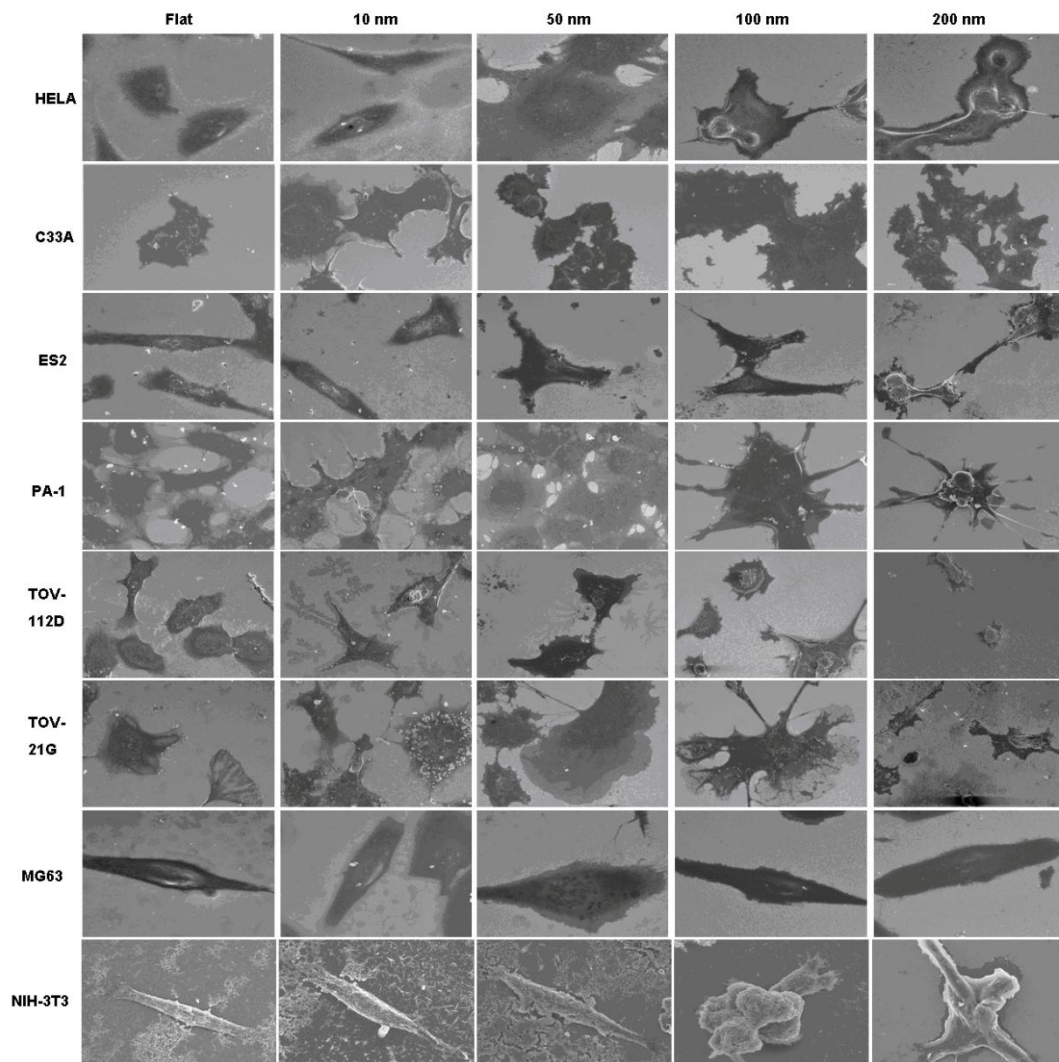 Flat 10 nm 50 nm 100 nm 200 nm
HELA
C33A
ES2
PA-1
TOV-
112D
TOV-
21G
MG63
NIH-3T3